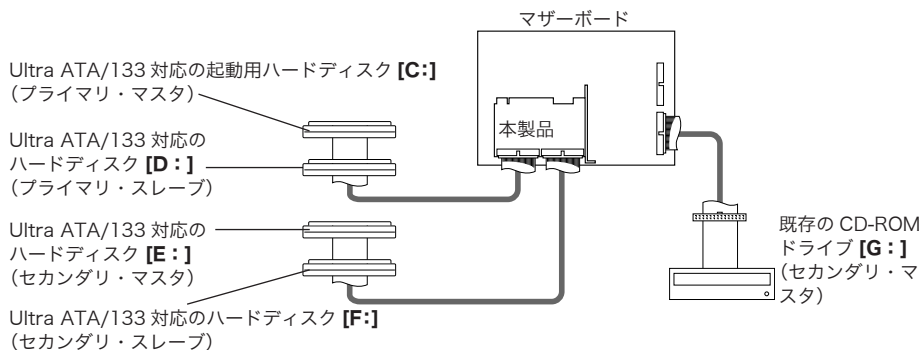 マザーボード
Ultra ATA/133 対応の起動用ハードディスク [C:]
（プライマリ・マスタ）
Ultra ATA/133 対応の
ハードディスク [D：]
（プライマリ・スレーブ）
Ultra ATA/133 対応の
ハードディスク [E：]
（セカンダリ・マスタ）
Ultra ATA/133 対応のハードディスク [F:]
（セカンダリ・スレーブ）
本製品
既存の CD-ROM
ドライブ [G：]
（セカンダリ・マ
スタ）